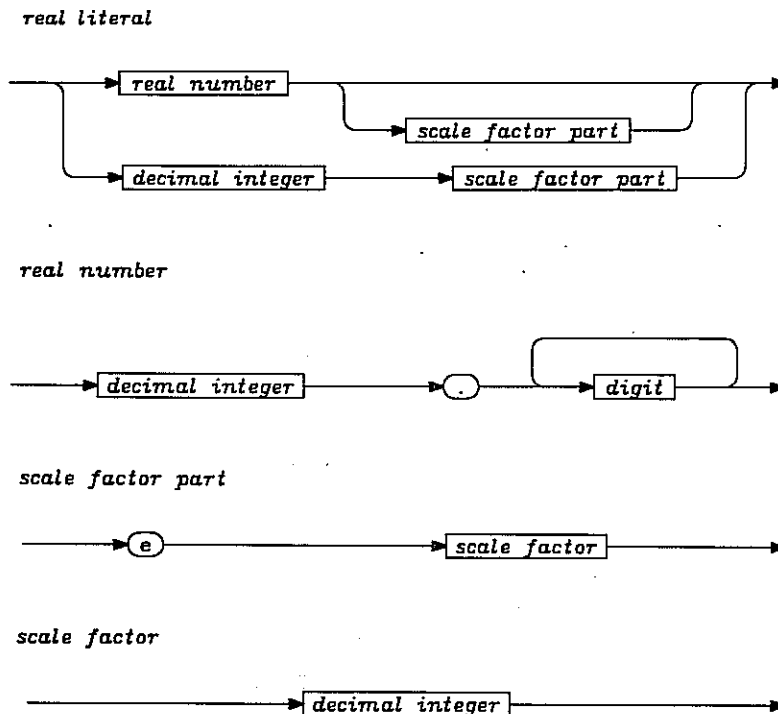 real literal
real number
scale factor part
decimal integer scale factor part
real number
decimal integer . digit
scale factor part
e scale factor
scale factor
decimal integer